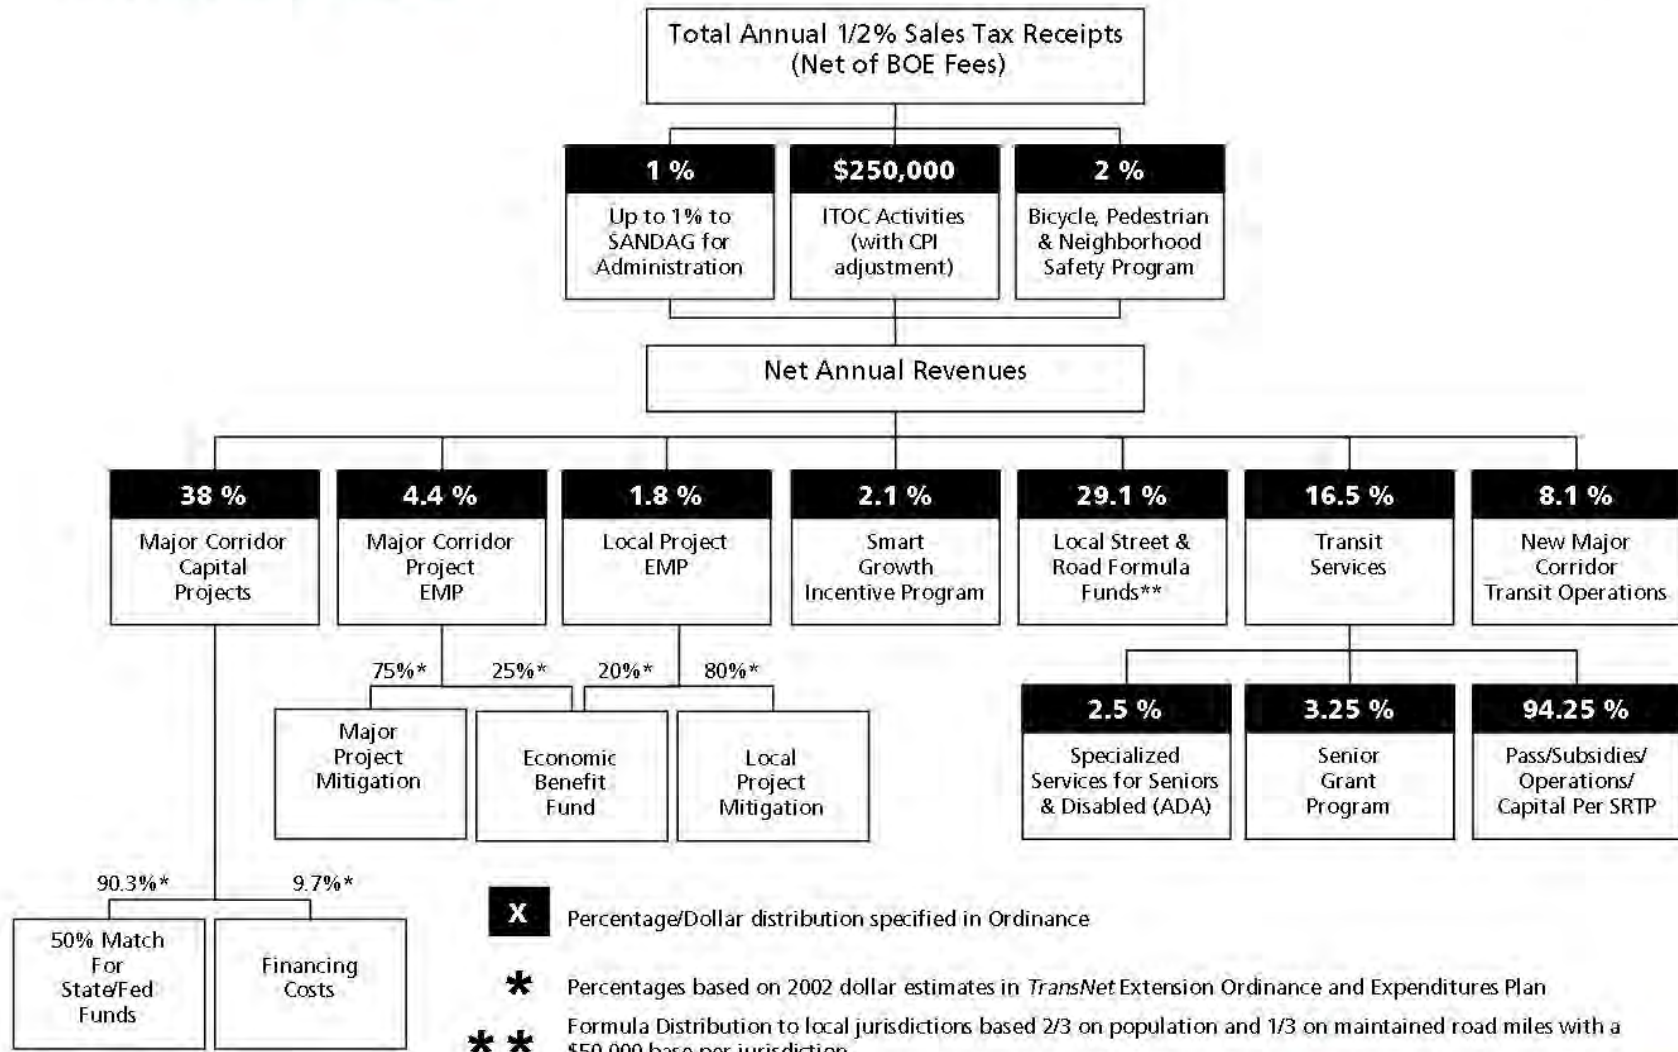 Total Annual 1/2% Sales Tax Receipts
(Net of BOE Fees)
1 %
Up to 1% to
SANDAG for
Administration
$250,000
ITOC Activities
(with CPI
adjustment)
2 %
Bicycle, Pedestrian
& Neighborhood
Safety Program
Net Annual Revenues
38 %
Major Corridor
Capital
Projects
4.4 %
Major Corridor
Project
EMP
1.8 %
Local Project
EMP
2.1 %
Smart
Growth
Incentive Program
29.1 %
Local Street &
Road Formula
Funds**
16.5 %
Transit
Services
8.1 %
New Major
Corridor
Transit Operations
75%*
25%*
20%*
80%*
Major
Project
Mitigation
Economic
Benefit
Fund
Local
Project
Mitigation
2.5 %
Specialized
Services for Seniors
& Disabled (ADA)
3.25 %
Senior
Grant
Program
94.25 %
Pass/Subsidies/
Operations/
Capital Per SRTP
90.3%*
9.7%*
50% Match
For
State/Fed
Funds
Financing
Costs
X Percentage/Dollar distribution specified in Ordinance
* Percentages based on 2002 dollar estimates in TransNet Extension Ordinance and Expenditures Plan
** Formula Distribution to local jurisdictions based 2/3 on population and 1/3 on maintained road miles with a
$50,000 base per jurisdiction